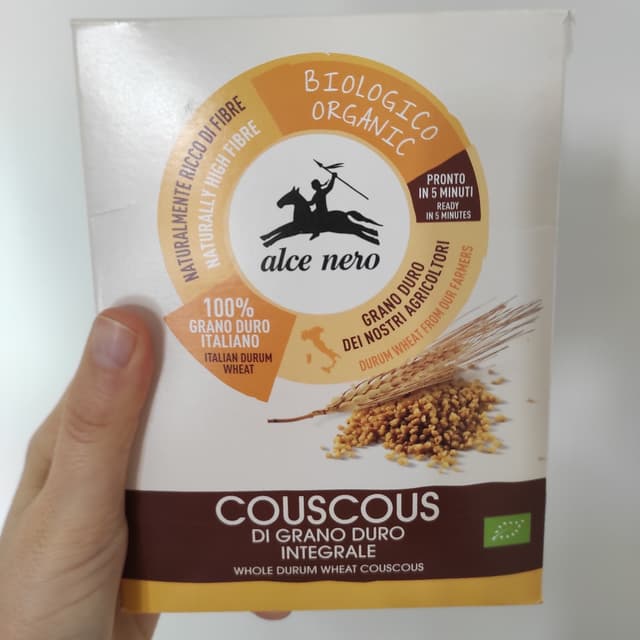 BIOLOGICO
ORGANIC
NATURALMENTE RICCO DI FIBRE
NATURALLY HIGH FIBRE
PRONTO
IN 5 MINUTI
READY
IN 5 MINUTES
alce nero
GRANO DURO
DEI NOSTRI AGRICOLTORI
DURUM WHEAT FROM OUR FARMERS
100%
GRANO DURO
ITALIANO
ITALIAN DURUM
WHEAT
COUSCOUS
DI GRANO DURO
INTEGRALE
WHOLE DURUM WHEAT COUSCOUS